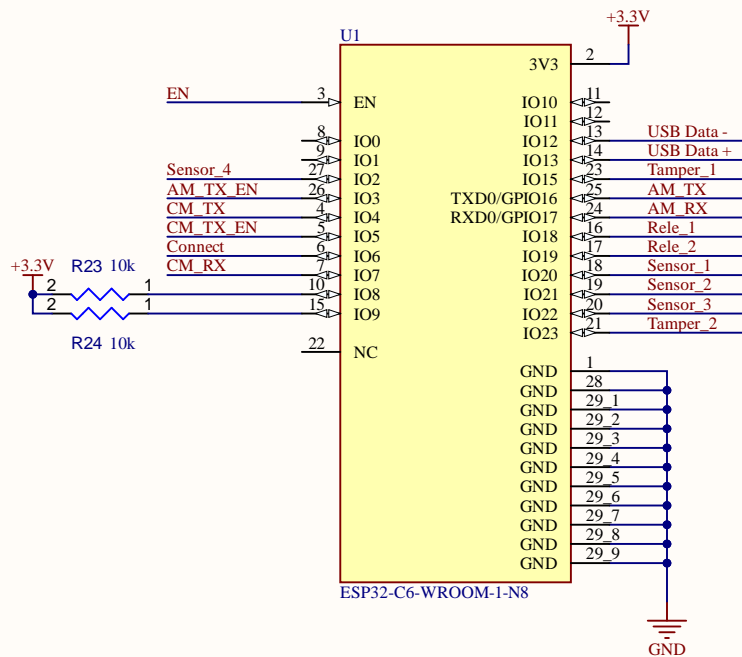 +3.3V
U1
3V3 2
EN 3 EN
IO10 11
IO11 12
8 IO0
IO12 13 USB Data -
9 IO1
IO13 14 USB Data +
Sensor_4 27 IO2
IO15 23 Tamper_1
AM_TX_EN 26 IO3
TXD0/GPIO16 25 AM_TX
CM_TX 4 IO4
RXD0/GPIO17 24 AM_RX
CM_TX_EN 5 IO5
IO18 16 Rele_1
Connect 6 IO6
IO19 17 Rele_2
CM_RX 7 IO7
IO20 18 Sensor_1
+3.3V R23 10k
2 1 10 IO8
IO21 19 Sensor_2
2 1 15 IO9
IO22 20 Sensor_3
R24 10k
IO23 21 Tamper_2
22 NC
GND 1
GND 28
GND 29_1
GND 29_2
GND 29_3
GND 29_4
GND 29_5
GND 29_6
GND 29_7
GND 29_8
GND 29_9
ESP32-C6-WROOM-1-N8
GND